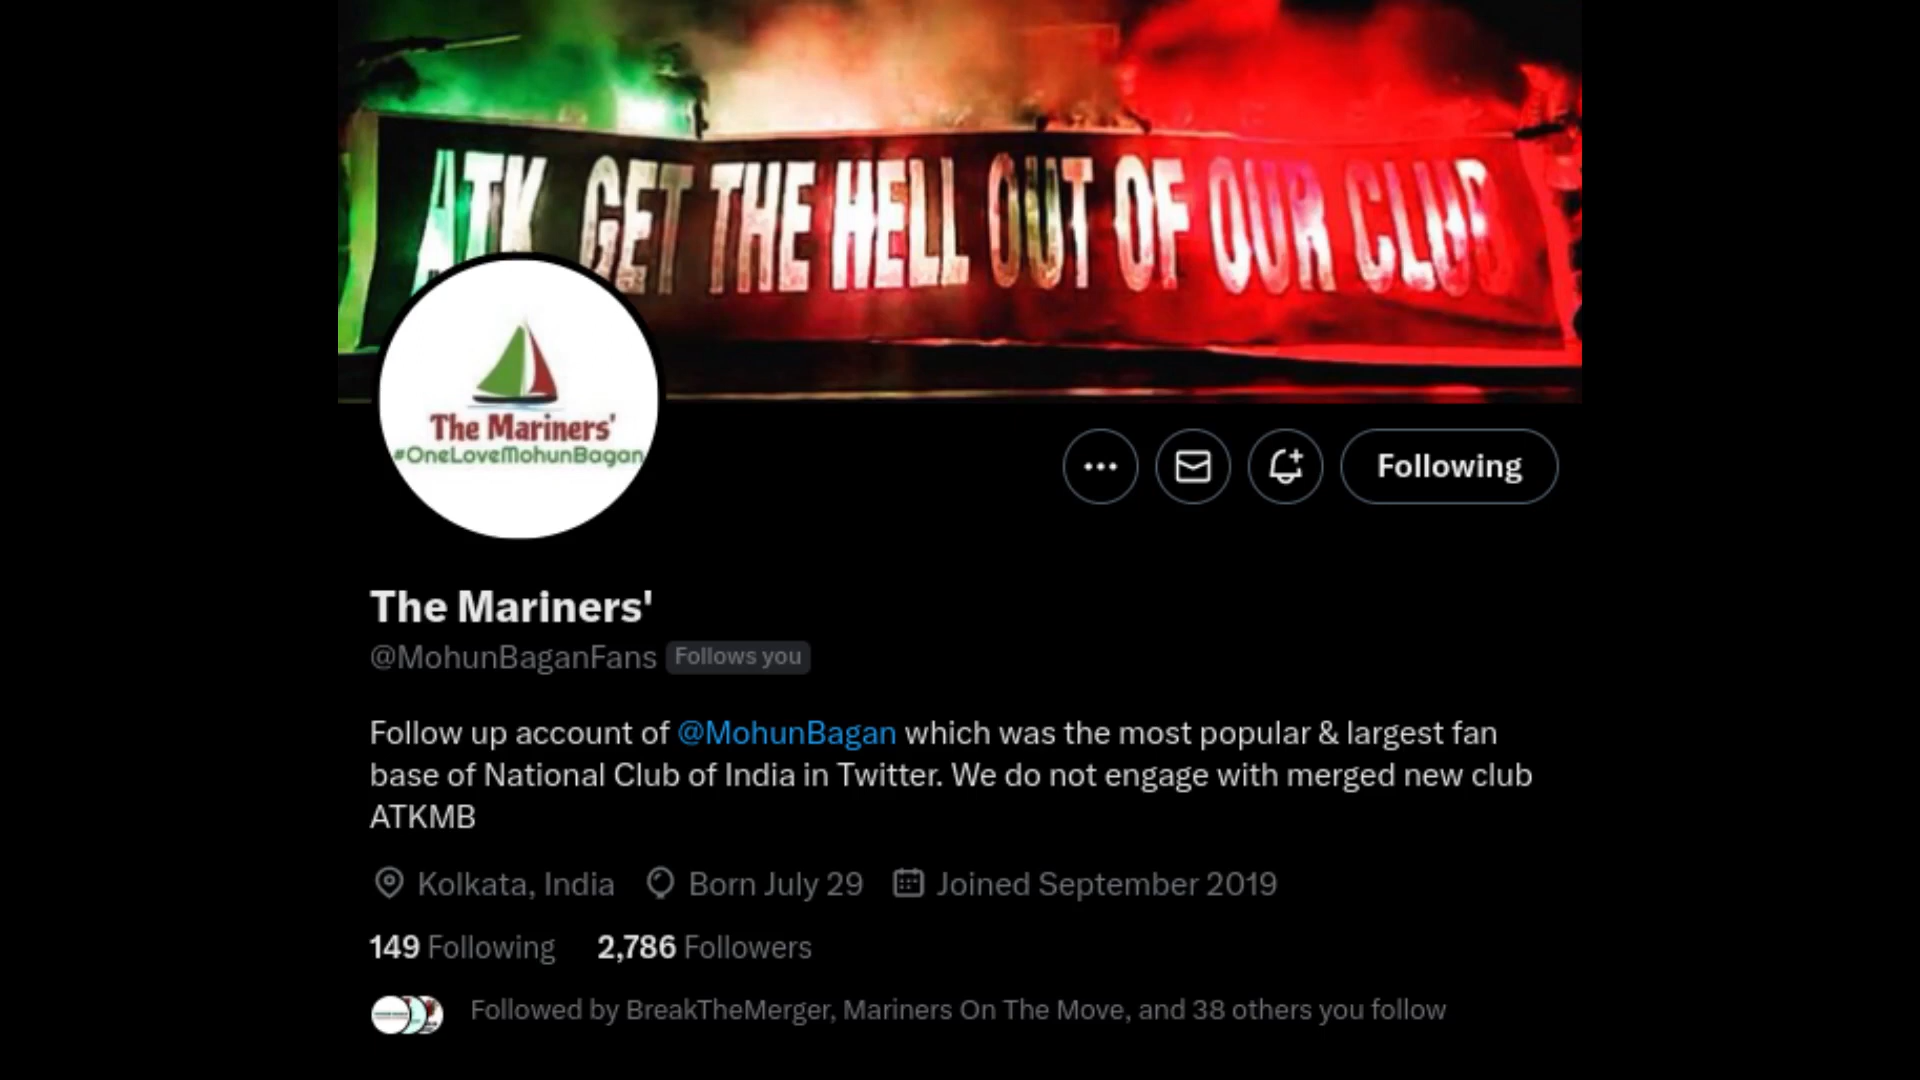 ATK GET THE HELL OUT OF OUR CLUB
The Mariners'
#OneLoveMohunBagan
Following
The Mariners'
@MohunBaganFans Follows you
Follow up account of @MohunBagan which was the most popular & largest fan
base of National Club of India in Twitter. We do not engage with merged new club
ATKMB
Kolkata, India Born July 29 Joined September 2019
149 Following 2,786 Followers
Followed by BreakTheMerger, Mariners On The Move, and 38 others you follow